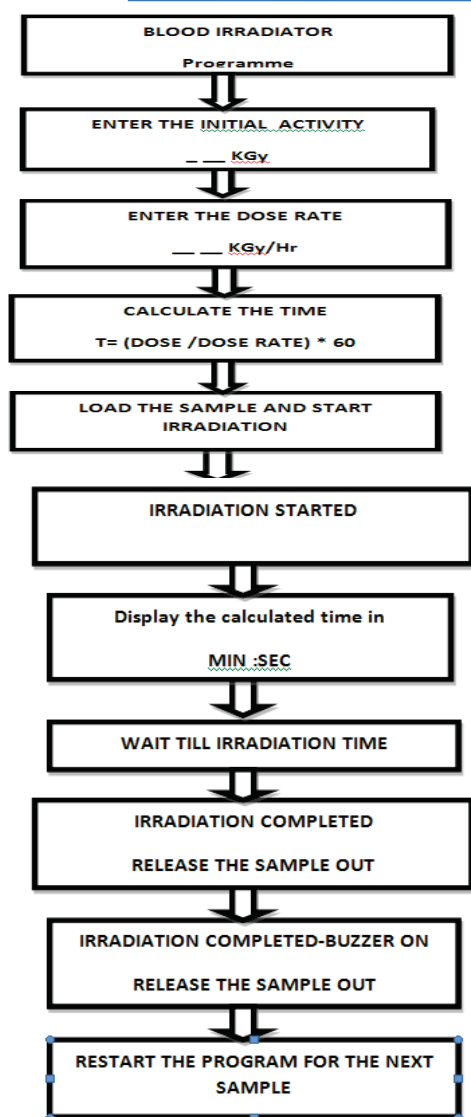 BLOOD IRRADIATOR
Programme
ENTER THE INITIAL ACTIVITY
_ __ KGy
ENTER THE DOSE RATE
__ __ KGy/Hr
CALCULATE THE TIME
T= (DOSE /DOSE RATE) * 60
LOAD THE SAMPLE AND START
IRRADIATION
IRRADIATION STARTED
Display the calculated time in
MIN :SEC
WAIT TILL IRRADIATION TIME
IRRADIATION COMPLETED
RELEASE THE SAMPLE OUT
IRRADIATION COMPLETED-BUZZER ON
RELEASE THE SAMPLE OUT
RESTART THE PROGRAM FOR THE NEXT
SAMPLE